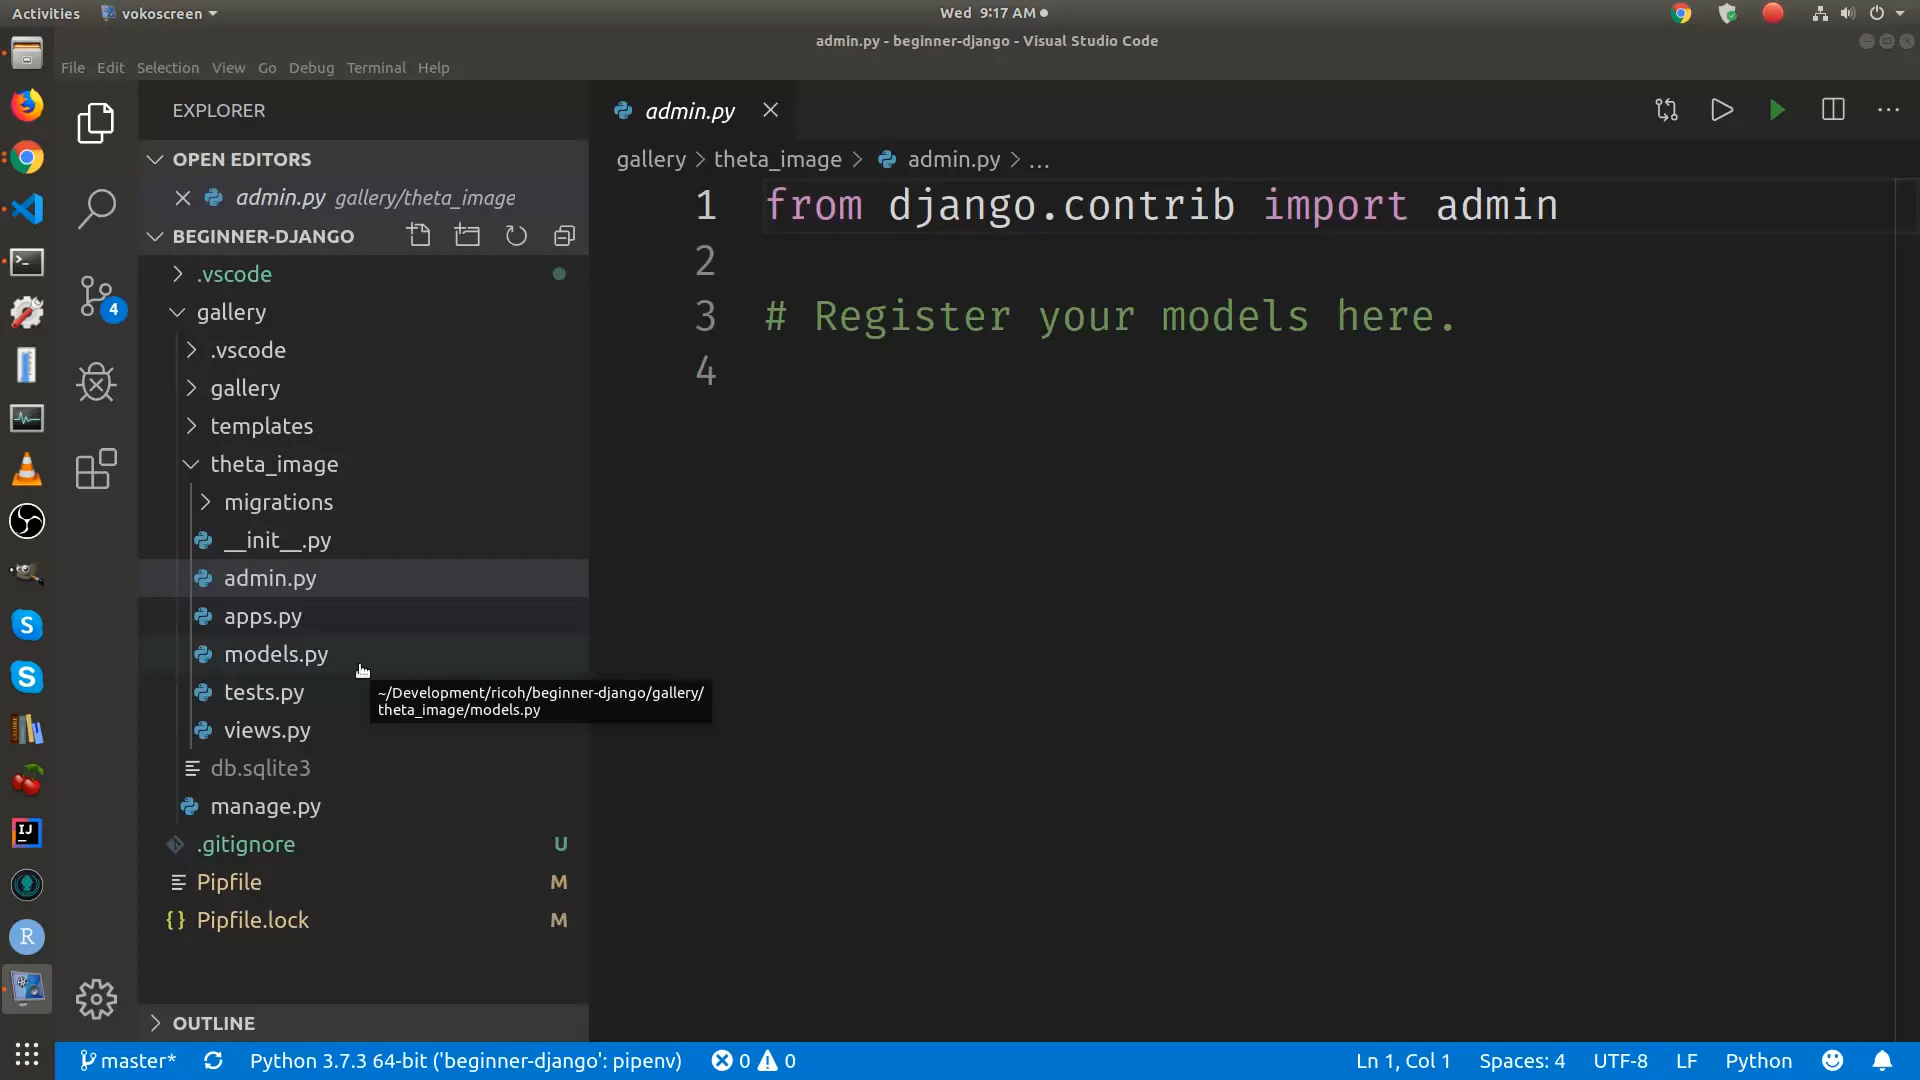 Activities vokoscreen Wed 9:17 AM
admin.py - beginner-django - Visual Studio Code
File Edit Selection View Go Debug Terminal Help
EXPLORER
admin.py
OPEN EDITORS
admin.py gallery/theta_image
BEGINNER-DJANGO
.vscode
gallery
.vscode
gallery
templates
theta_image
migrations
__init__.py
admin.py
apps.py
models.py
tests.py
views.py
db.sqlite3
manage.py
.gitignore U
Pipfile M
{} Pipfile.lock M
OUTLINE
4
gallery > theta_image > admin.py > ...
1 from django.contrib import admin
2
3 # Register your models here.
4
~/Development/ricoh/beginner-django/gallery/
theta_image/models.py
S
S
IJ
R
master* Python 3.7.3 64-bit ('beginner-django': pipenv) 0 0 Ln 1, Col 1 Spaces: 4 UTF-8 LF Python